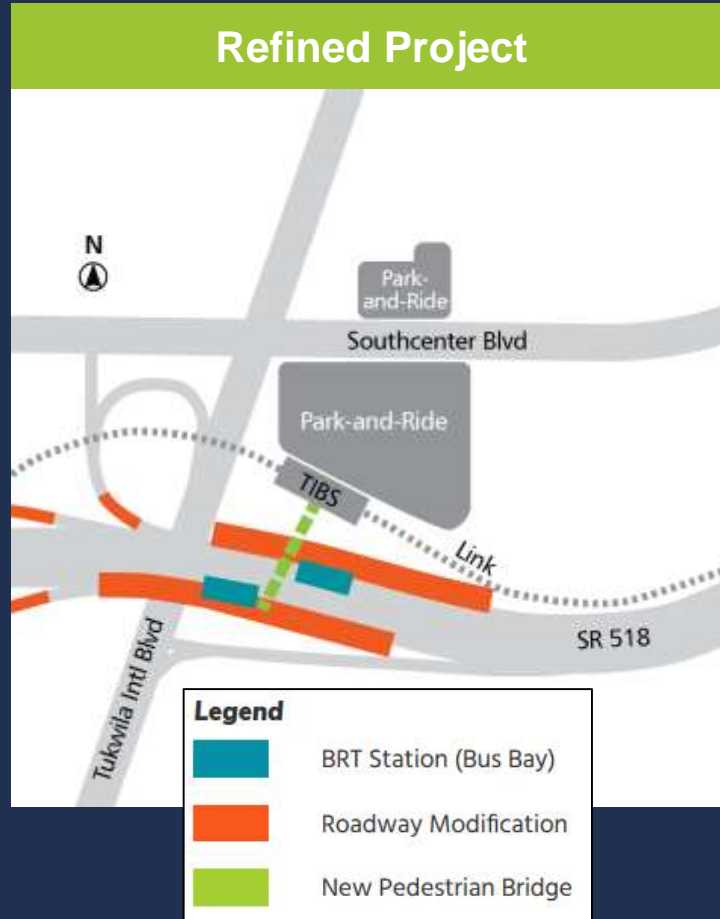 Refined Project
N
Park-
and-Ride
Southcenter Blvd
Park-and-Ride
TIBS
Link
SR 518
Tukwila Intl Blvd
Legend
BRT Station (Bus Bay)
Roadway Modification
New Pedestrian Bridge